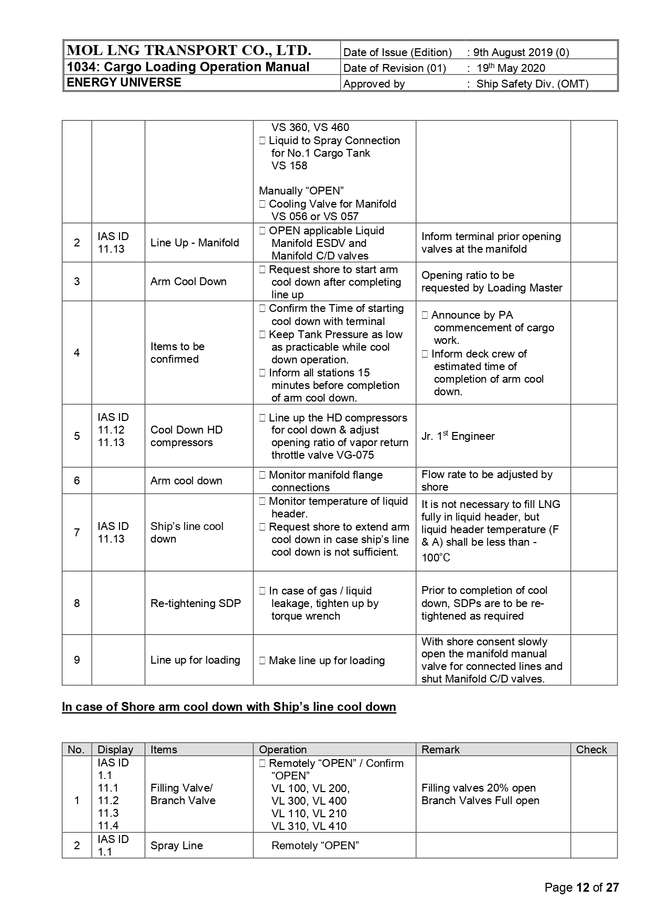 MOL LNG TRANSPORT CO., LTD.
Date of Issue (Edition) : 9th August 2019 (0)
1034: Cargo Loading Operation Manual
Date of Revision (01) : 19th May 2020
ENERGY UNIVERSE
Approved by : Ship Safety Div. (OMT)
VS 360, VS 460
□ Liquid to Spray Connection
for No.1 Cargo Tank
VS 158
Manually “OPEN”
□ Cooling Valve for Manifold
VS 056 or VS 057
2
IAS ID
11.13
Line Up - Manifold
□ OPEN applicable Liquid
Manifold ESDV and
Manifold C/D valves
Inform terminal prior opening
valves at the manifold
3
Arm Cool Down
□ Request shore to start arm
cool down after completing
line up
Opening ratio to be
requested by Loading Master
4
Items to be
confirmed
□ Confirm the Time of starting
cool down with terminal
□ Keep Tank Pressure as low
as practicable while cool
down operation.
□ Inform all stations 15
minutes before completion
of arm cool down.
□ Announce by PA
commencement of cargo
work.
□ Inform deck crew of
estimated time of
completion of arm cool
down.
5
IAS ID
11.12
11.13
Cool Down HD
compressors
□ Line up the HD compressors
for cool down & adjust
opening ratio of vapor return
throttle valve VG-075
Jr. 1st Engineer
6
Arm cool down
□ Monitor manifold flange
connections
Flow rate to be adjusted by
shore
7
IAS ID
11.13
Ship’s line cool
down
□ Monitor temperature of liquid
header.
□ Request shore to extend arm
cool down in case ship’s line
cool down is not sufficient.
It is not necessary to fill LNG
fully in liquid header, but
liquid header temperature (F
& A) shall be less than -
100°C
8
Re-tightening SDP
□ In case of gas / liquid
leakage, tighten up by
torque wrench
Prior to completion of cool
down, SDPs are to be re-
tightened as required
9
Line up for loading
□ Make line up for loading
With shore consent slowly
open the manifold manual
valve for connected lines and
shut Manifold C/D valves.
In case of Shore arm cool down with Ship’s line cool down
No. Display Items Operation Remark Check
1
IAS ID
1.1
11.1
11.2
11.3
11.4
Filling Valve/
Branch Valve
□ Remotely “OPEN” / Confirm
“OPEN”
VL 100, VL 200,
VL 300, VL 400
VL 110, VL 210
VL 310, VL 410
Filling valves 20% open
Branch Valves Full open
2
IAS ID
1.1
Spray Line
Remotely “OPEN”
Page 12 of 27